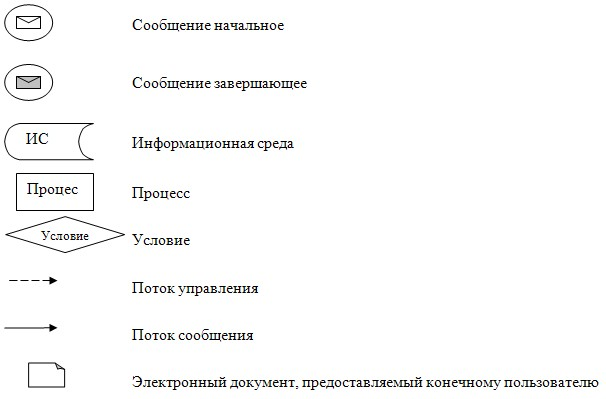 Сообщение начальное
Сообщение завершающее
ИС
Информационная среда
Процес
Процесс
Условие
Условие
Поток управления
Поток сообщения
Электронный документ, предоставляемый конечному пользователю